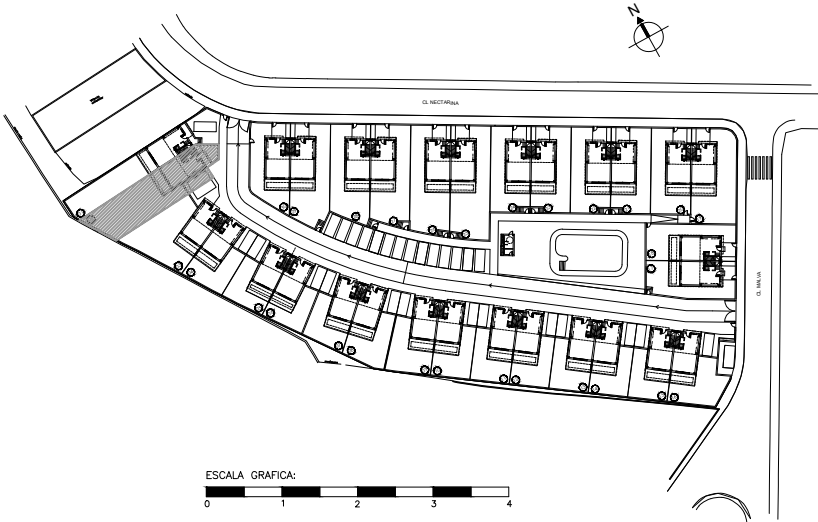 N
CL NECTARINA
CL MALVA
ESCALA GRAFICA:
0 1 2 3 4